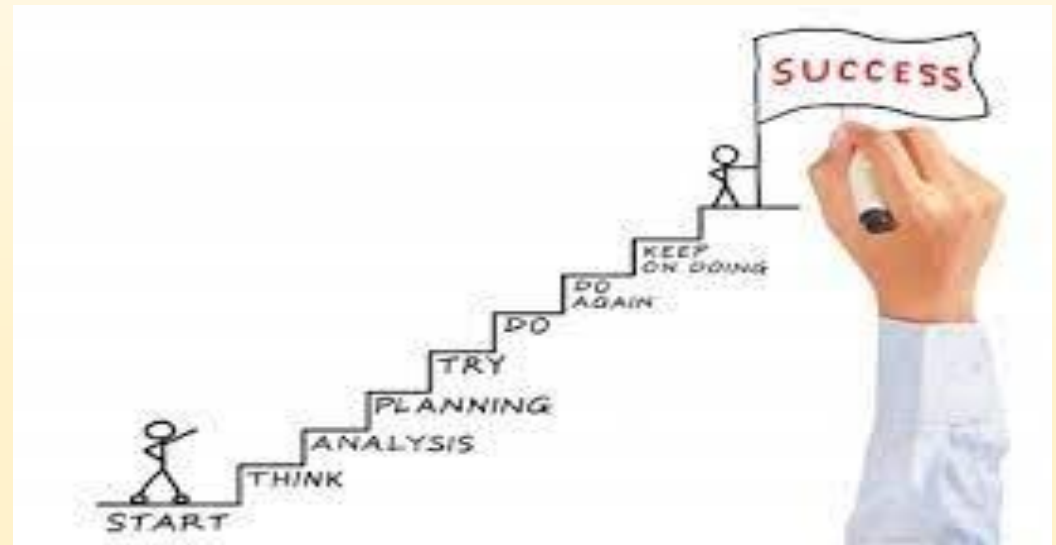 SUCCESS
KEEP
ON DOING
DO
AGAIN
DO
TRY
PLANNING
ANALYSIS
THINK
START